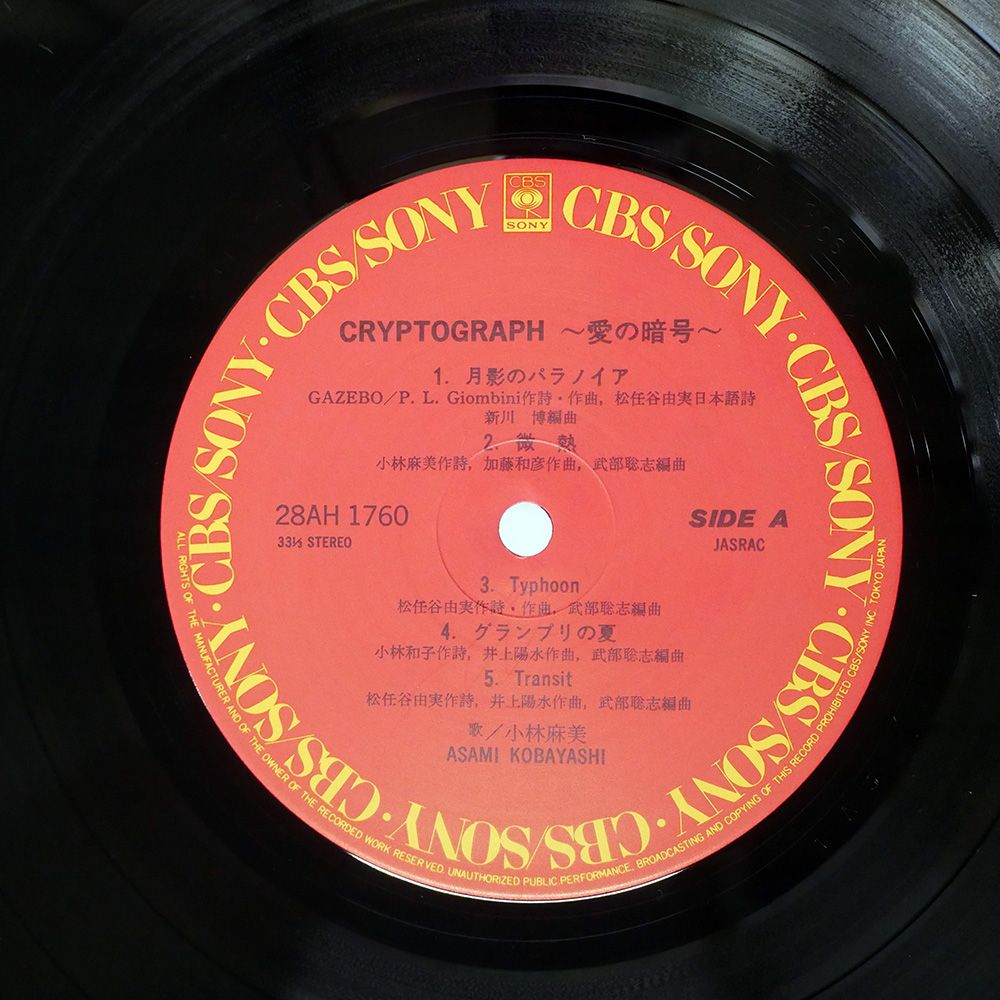 CBS
SONY
CBS/SONY · CBS/SONY · CBS/SONY · CBS/SONY · CBS/SONY · CBS/SONY · CBS/SONY · CBS/SONY
CRYPTOGRAPH 〜愛の暗号〜
1. 月影のパラノイア
GAZEBO/P. L. Giombini作詩・作曲, 松任谷由実日本語詩
新川 博編曲
2. 微 熱
小林麻美作詩, 加藤和彦作曲, 武部聡志編曲
28AH 1760
33⅓ STEREO
SIDE A
JASRAC
3. Typhoon
松任谷由実作詩・作曲, 武部聡志編曲
4. グランプリの夏
小林和子作詩, 井上陽水作曲, 武部聡志編曲
5. Transit
松任谷由実作詩, 井上陽水作曲, 武部聡志編曲
歌/小林麻美
ASAMI KOBAYASHI
ALL RIGHTS OF THE MANUFACTURER AND OF THE OWNER OF THE RECORDED WORK RESERVED. UNAUTHORIZED PUBLIC PERFORMANCE. BROADCASTING AND COPYING OF THIS RECORD PROHIBITED CBS/SONY INC. TOKYO JAPAN